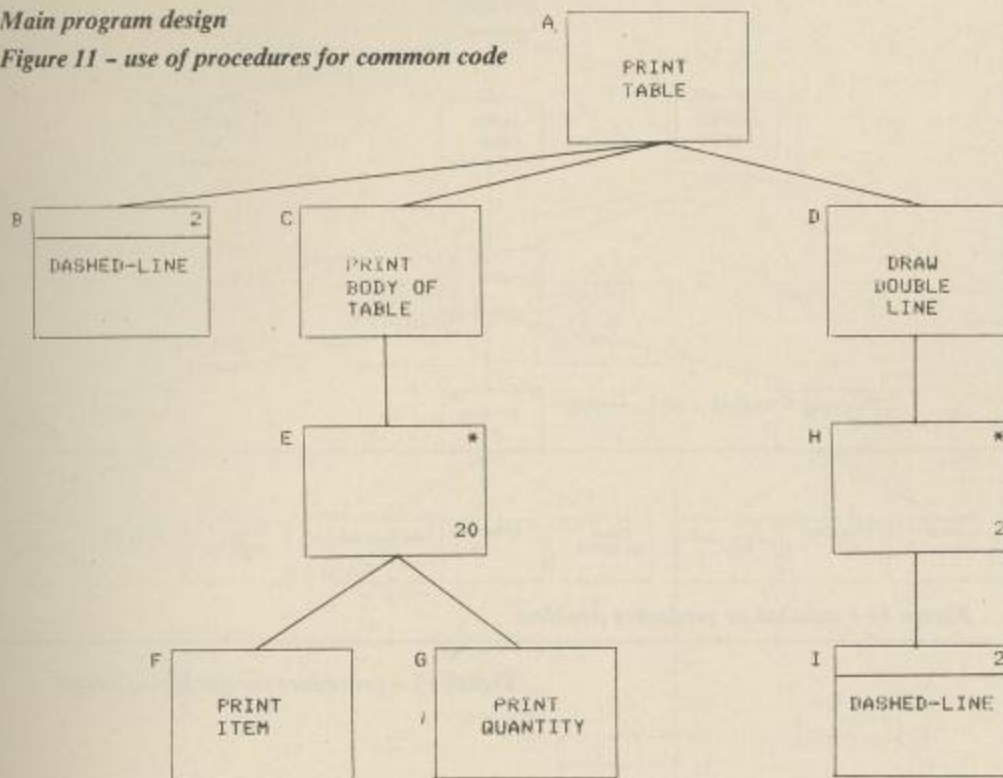 Main program design
Figure 11 – use of procedures for common code
A
PRINT
TABLE
B
2
DASHED-LINE
C
PRINT
BODY OF
TABLE
D
DRAW
DOUBLE
LINE
E
*
20
H
*
2
F
PRINT
ITEM
G
PRINT
QUANTITY
I
2
DASHED-LINE